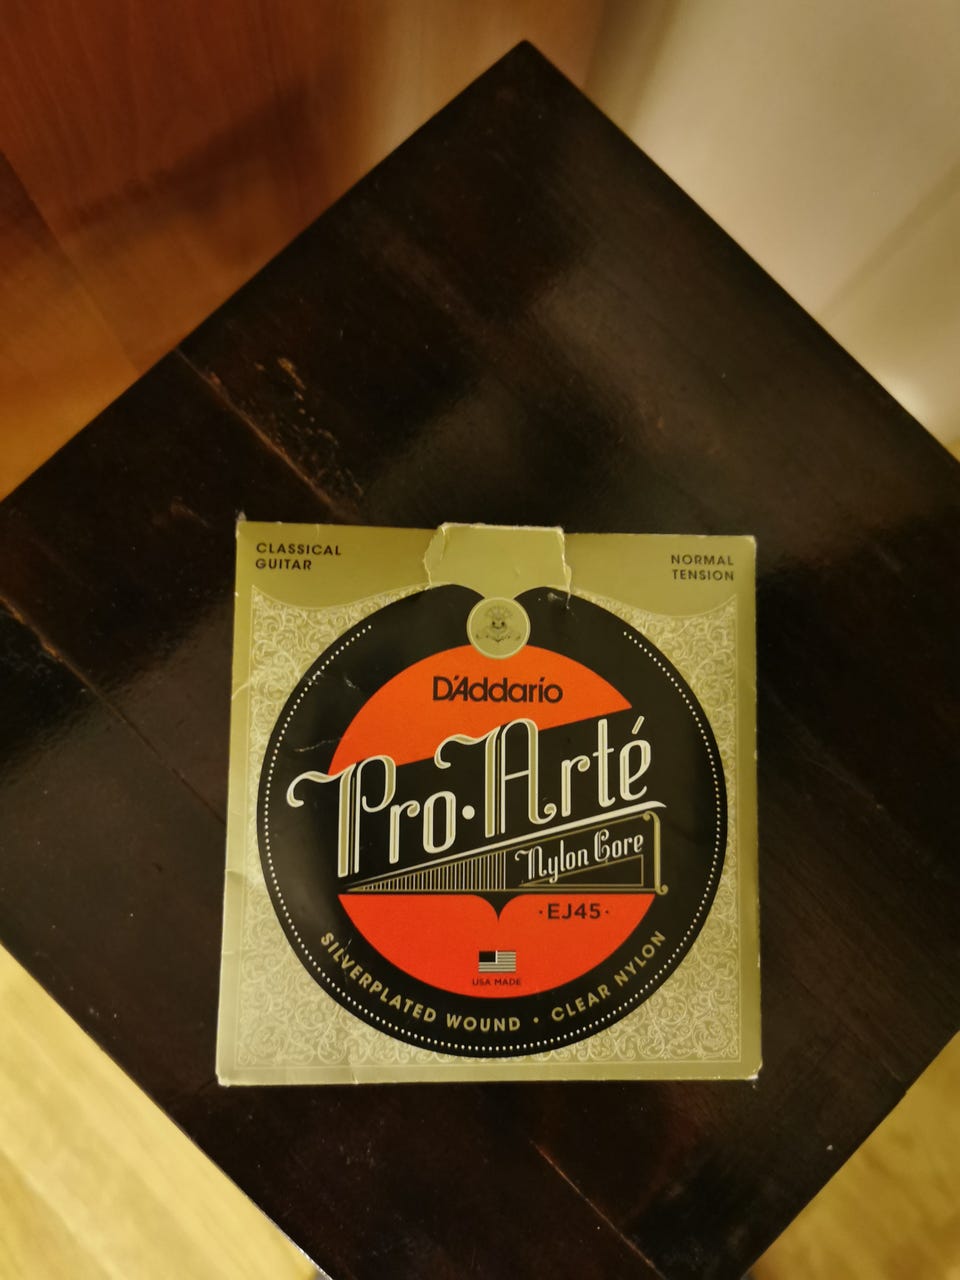 CLASSICAL
GUITAR
NORMAL
TENSION
D'Addario
Pro·Arté
Nylon Core
·EJ45·
USA MADE
SILVERPLATED WOUND • CLEAR NYLON